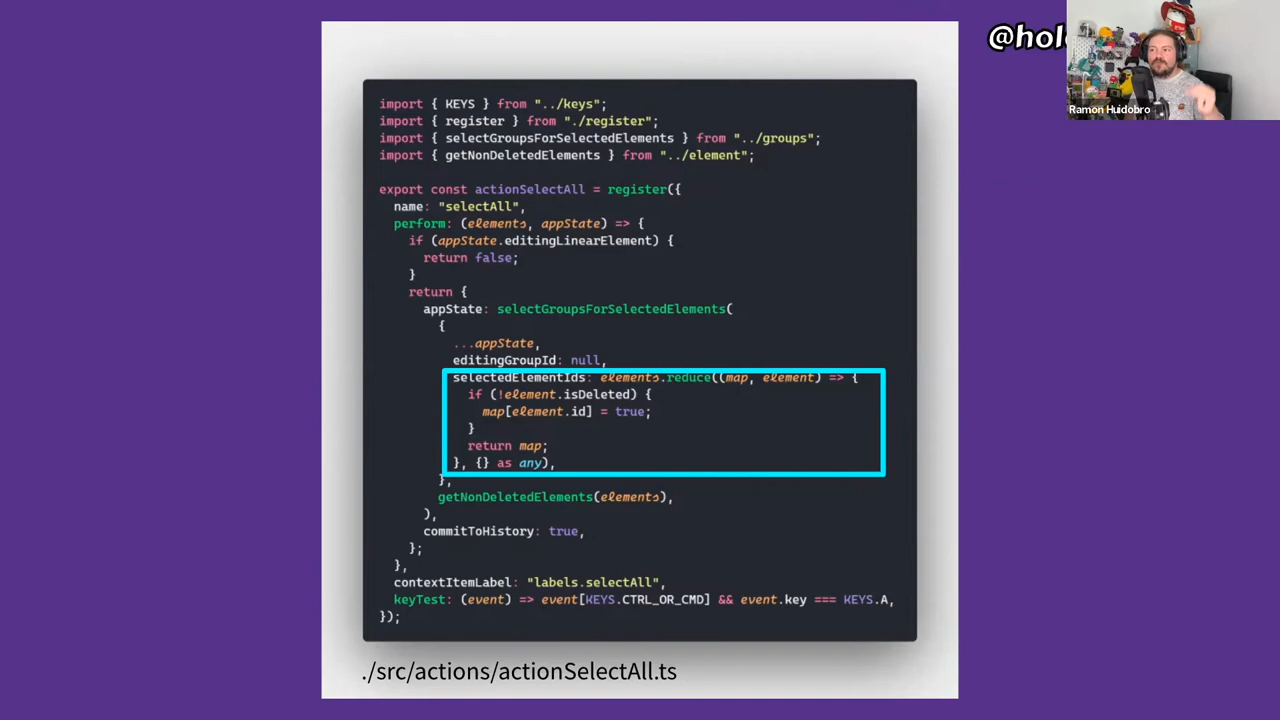 @hol
Ramon Huidobro
import { KEYS } from "../keys";
import { register } from "./register";
import { selectGroupsForSelectedElements } from "../groups";
import { getNonDeletedElements } from "../element";
export const actionSelectAll = register({
name: "selectAll",
perform: (elements, appState) => {
if (appState.editingLinearElement) {
return false;
}
return {
appState: selectGroupsForSelectedElements(
{
...appState,
editingGroupId: null,
selectedElementIds: elements.reduce((map, element) => {
if (!element.isDeleted) {
map[element.id] = true;
}
return map;
}, {} as any),
},
getNonDeletedElements(elements),
),
commitToHistory: true,
};
},
contextItemLabel: "labels.selectAll",
keyTest: (event) => event[KEYS.CTRL_OR_CMD] && event.key === KEYS.A,
});
./src/actions/actionSelectAll.ts